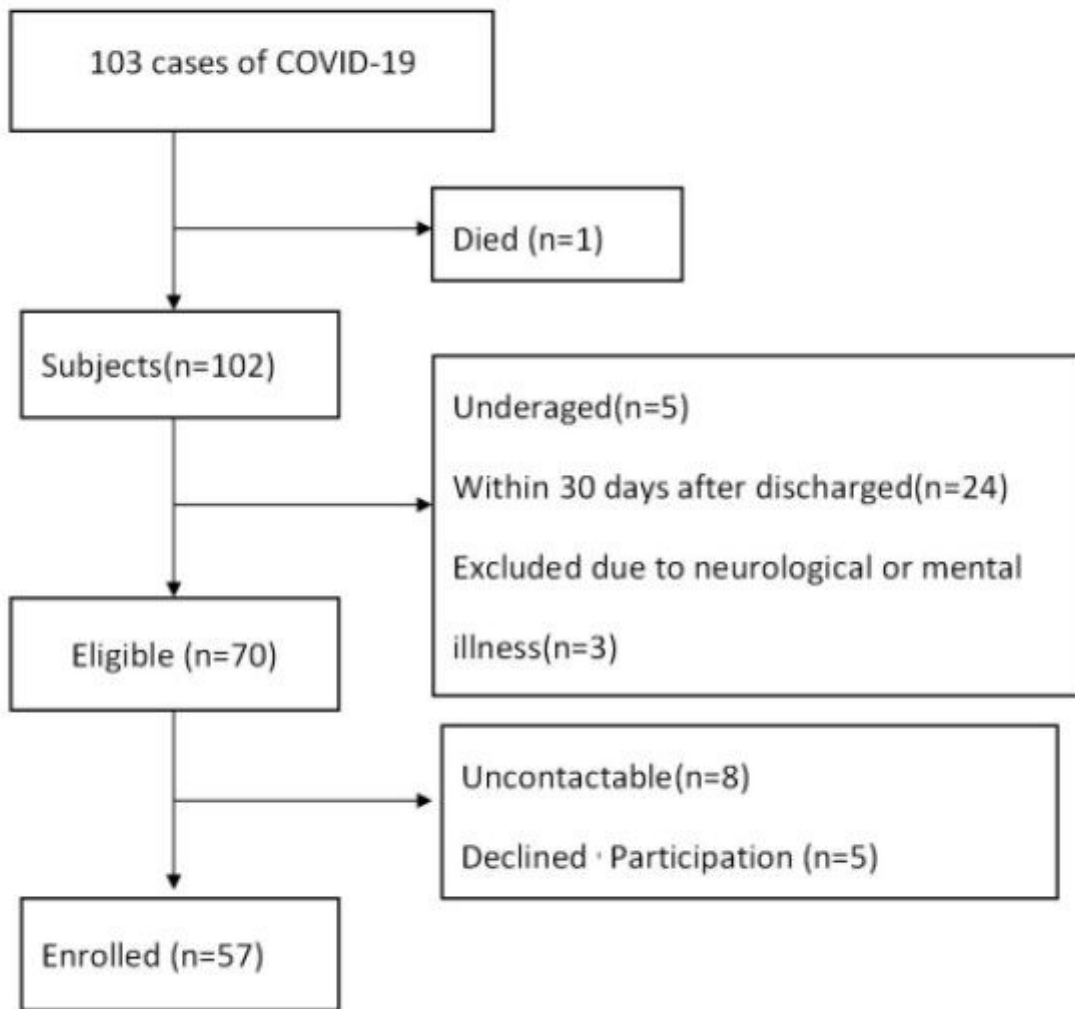 103 cases of COVID-19
Died (n=1)
Subjects(n=102)
Underaged(n=5)
Within 30 days after discharged(n=24)
Excluded due to neurological or mental
illness(n=3)
Eligible (n=70)
Uncontactable(n=8)
Declined · Participation (n=5)
Enrolled (n=57)